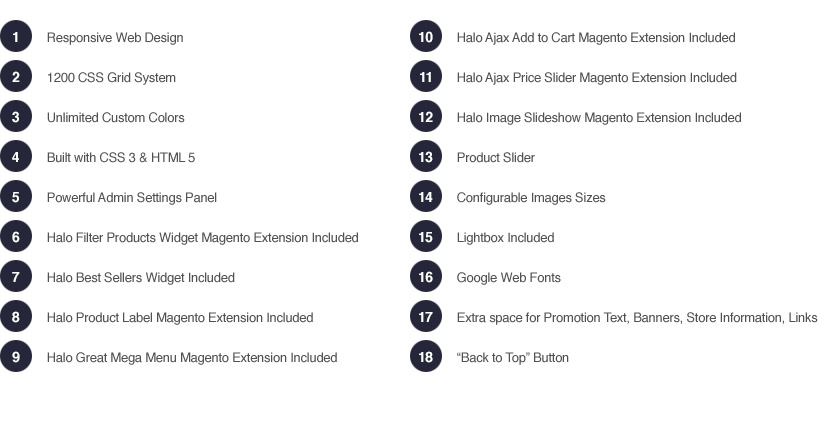 1 Responsive Web Design
2 1200 CSS Grid System
3 Unlimited Custom Colors
4 Built with CSS 3 & HTML 5
5 Powerful Admin Settings Panel
6 Halo Filter Products Widget Magento Extension Included
7 Halo Best Sellers Widget Included
8 Halo Product Label Magento Extension Included
9 Halo Great Mega Menu Magento Extension Included
10 Halo Ajax Add to Cart Magento Extension Included
11 Halo Ajax Price Slider Magento Extension Included
12 Halo Image Slideshow Magento Extension Included
13 Product Slider
14 Configurable Images Sizes
15 Lightbox Included
16 Google Web Fonts
17 Extra space for Promotion Text, Banners, Store Information, Links
18 “Back to Top” Button